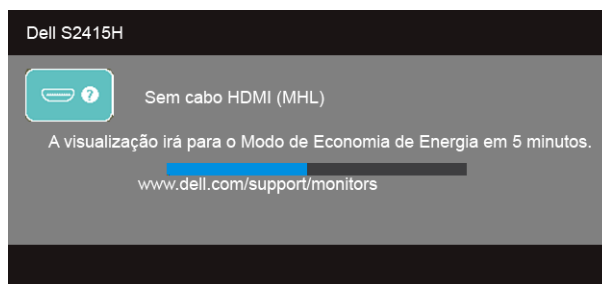 Dell S2415H
?
Sem cabo HDMI (MHL)
A visualização irá para o Modo de Economia de Energia em 5 minutos.
www.dell.com/support/monitors